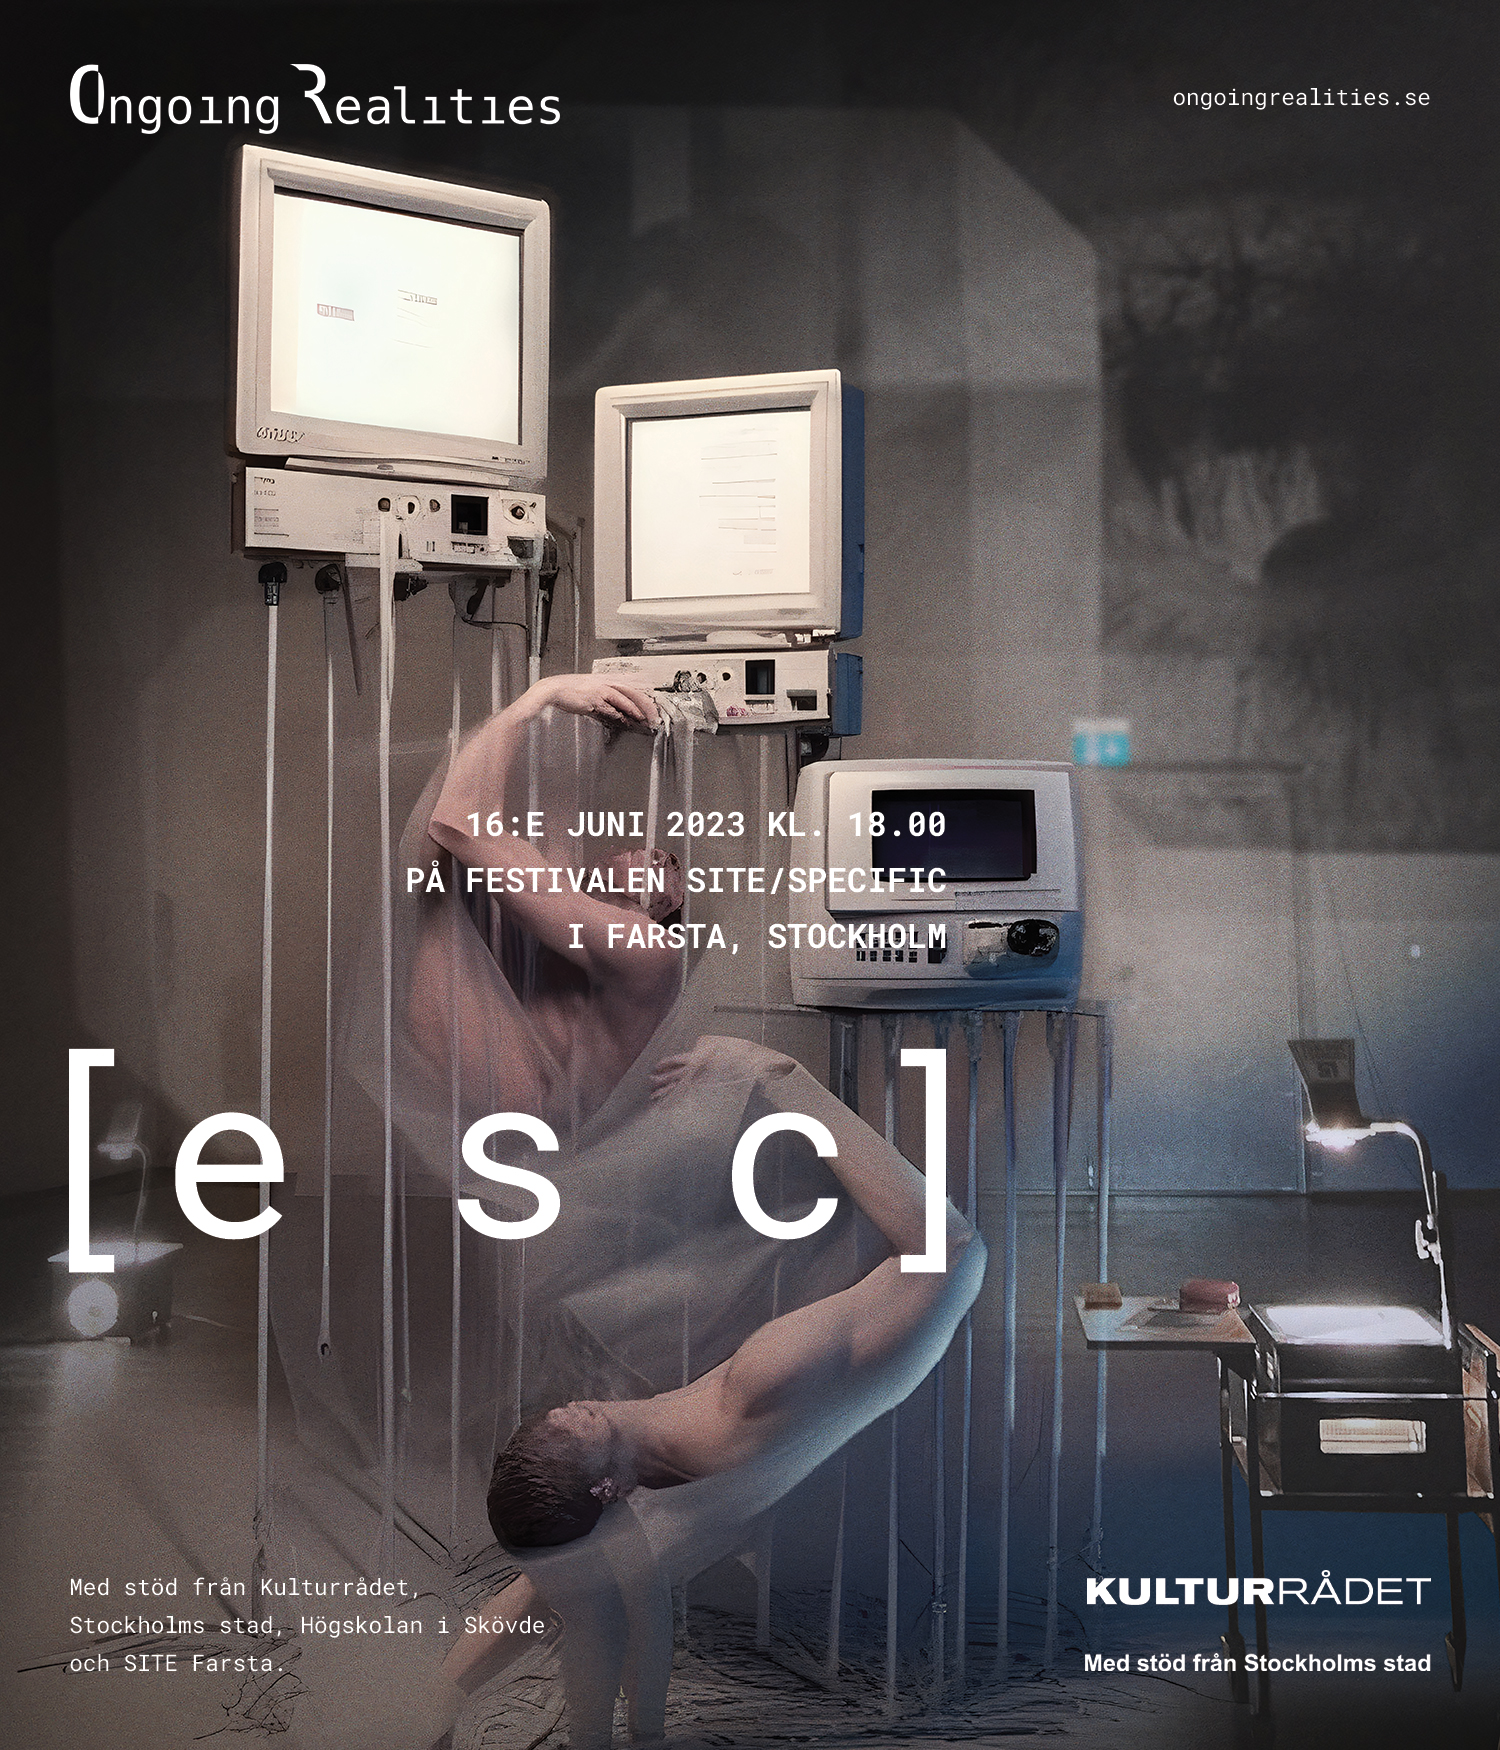 Ongoing Realities
ongoingrealities.se
16:E JUNI 2023 KL. 18.00
PÅ FESTIVALEN SITE/SPECIFIC
I FARSTA, STOCKHOLM
[esc]
Med stöd från Kulturrådet,
Stockholms stad, Högskolan i Skövde
och SITE Farsta.
KULTURRÅDET
Med stöd från Stockholms stad